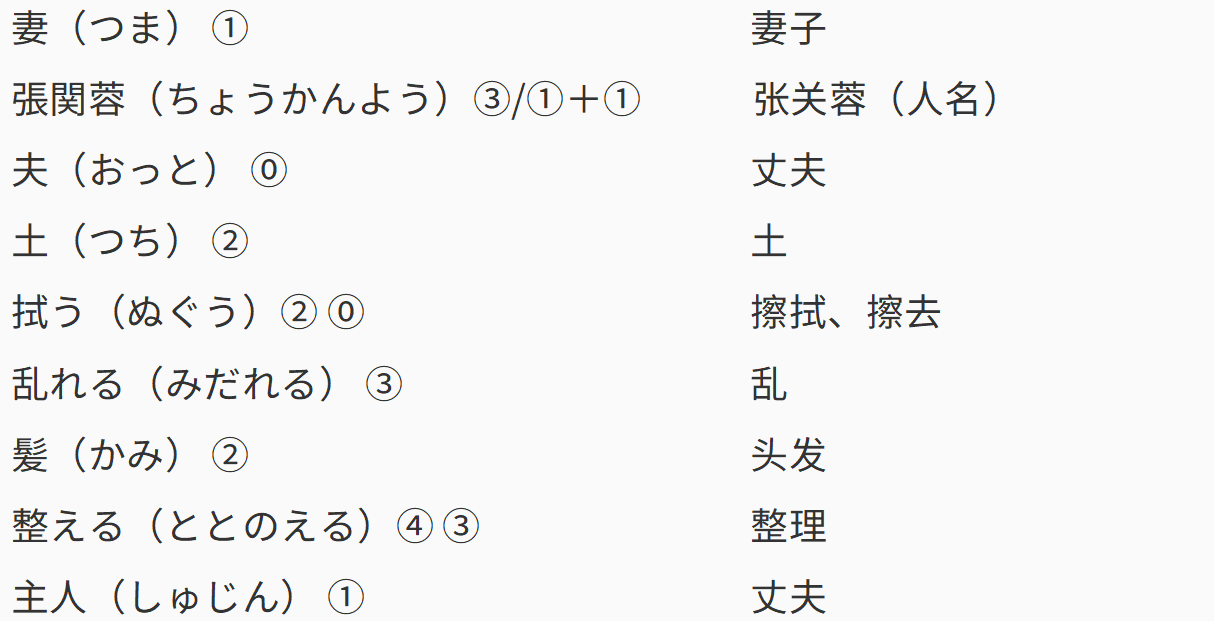 妻（つま） ① 妻子
張関蓉（ちょうかんよう）③/①＋① 张关蓉（人名）
夫（おっと） ⓪ 丈夫
土（つち） ② 土
拭う（ぬぐう）② ⓪ 擦拭、擦去
乱れる（みだれる） ③ 乱
髪（かみ） ② 头发
整える（ととのえる）④ ③ 整理
主人（しゅじん） ① 丈夫